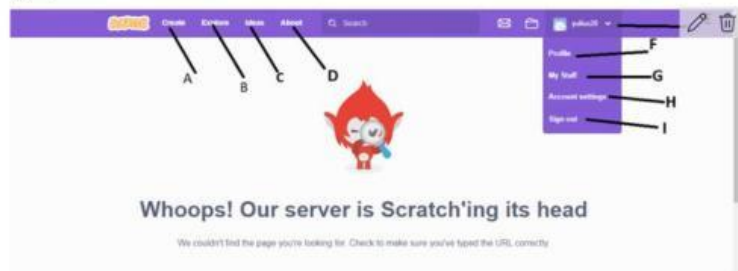 SCRATCH Create Explore Ideas About Search
Profile
My Stuff
Account settings
Sign out
A
B
C
D
F
G
H
I
Whoops! Our server is Scratch'ing its head
We couldn't find the page you're looking for. Check to make sure you've typed the URL correctly.